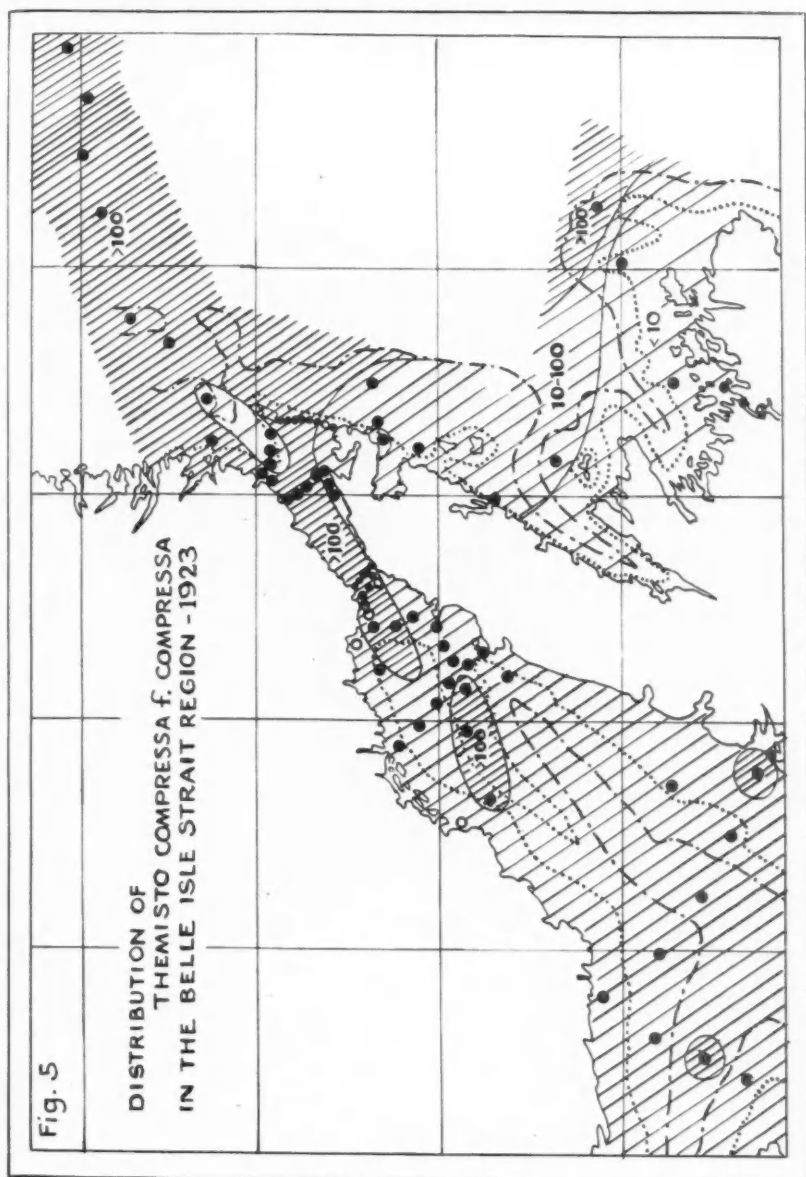 Fig. 5
DISTRIBUTION OF
THEMISTO COMPRESSA f. COMPRESSA
IN THE BELLE ISLE STRAIT REGION - 1923
>100
>100
>100
>100
10-100
<10